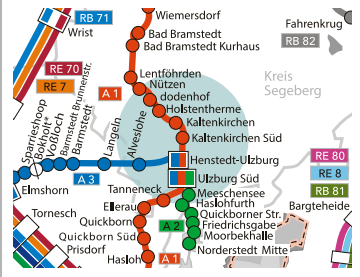 Wiemersdorf
RB 71
Fahrenkrug
Wrist
Bad Bramstedt
Bad Bramstedt Kurhaus
RB 82
RE 70
RE 7
Lentföhrden
Nützen
A 1
dodenhof
Holstentherme
Kreis
Segeberg
Kaltenkirchen
Kaltenkirchen Süd
Sparrieshoop
Bokholt*
Voßloch
Barmstedt Brunnenstr.
Barmstedt
Langeln
Alveslohe
Henstedt-Ulzburg
RE 80
Elmshorn
A 3
Ulzburg Süd
RE 8
Tanneck
Meeschensee
RB 81
Haslohfurth
Bargteheide
Tornesch
Ellerau
Quickborner Str.
Quickborn
A 2
Friedrichsgabe
Quickborn Süd
Moorbekhalle
Prisdorf
Norderstedt Mitte
Hasloh
A 1